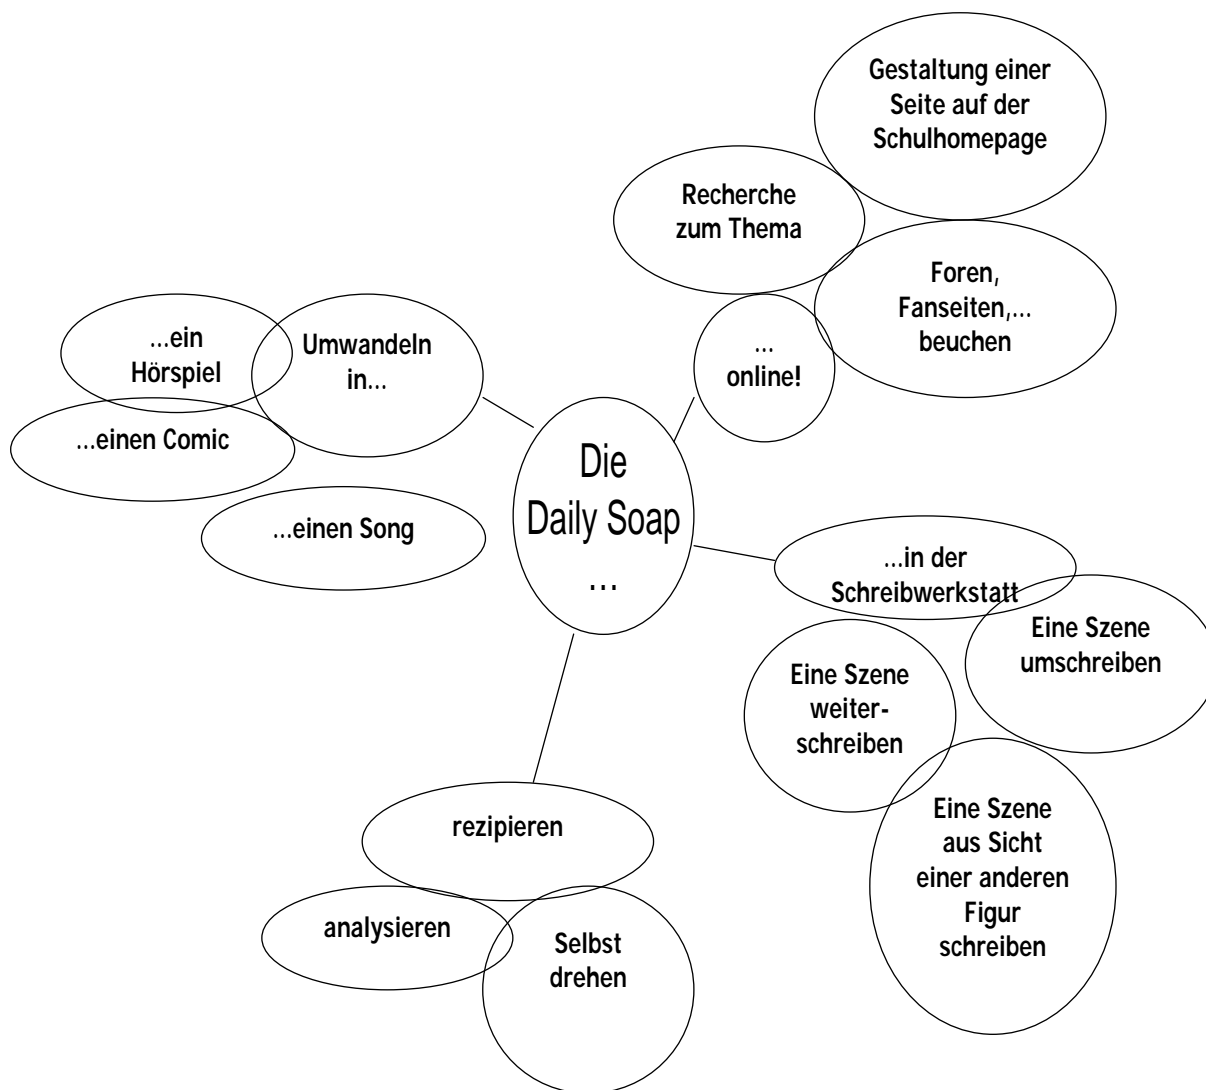 Gestaltung einer
Seite auf der
Schulhomepage
Recherche
zum Thema
Foren,
Fanseiten,...
beuchen
...
online!
...ein
Hörspiel
Umwandeln
in...
...einen Comic
...einen Song
Die
Daily Soap
...
...in der
Schreibwerkstatt
Eine Szene
umschreiben
Eine Szene
weiter-
schreiben
Eine Szene
aus Sicht
einer anderen
Figur
schreiben
rezipieren
analysieren
Selbst
drehen